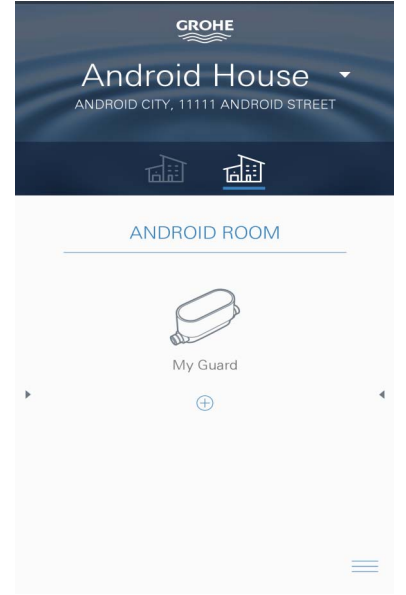 GROHE
Android House
ANDROID CITY, 11111 ANDROID STREET
ANDROID ROOM
My Guard